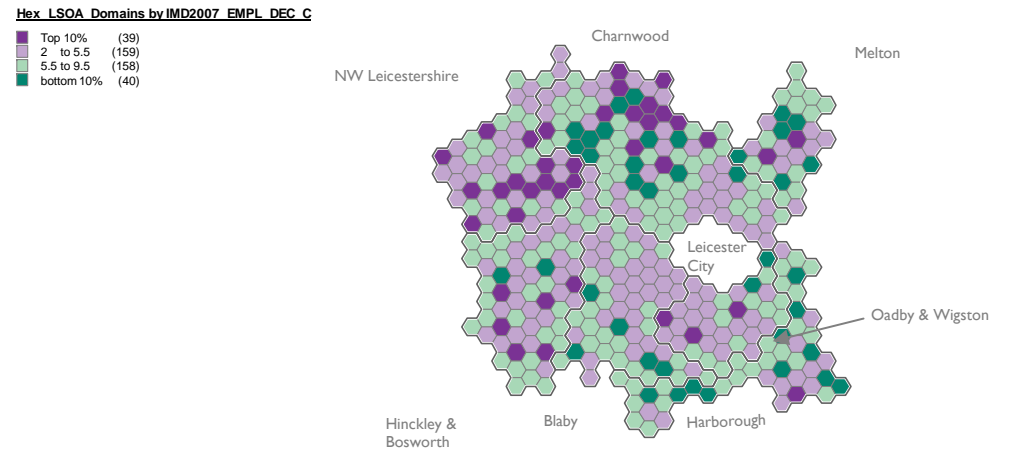 Hex_LSOA_Domains by IMD2007_EMPL_DEC_C
Top 10% (39)
2 to 5.5 (159)
5.5 to 9.5 (158)
bottom 10% (40)
Charnwood
Melton
NW Leicestershire
Leicester
City
Oadby & Wigston
Hinckley &
Bosworth
Blaby
Harborough